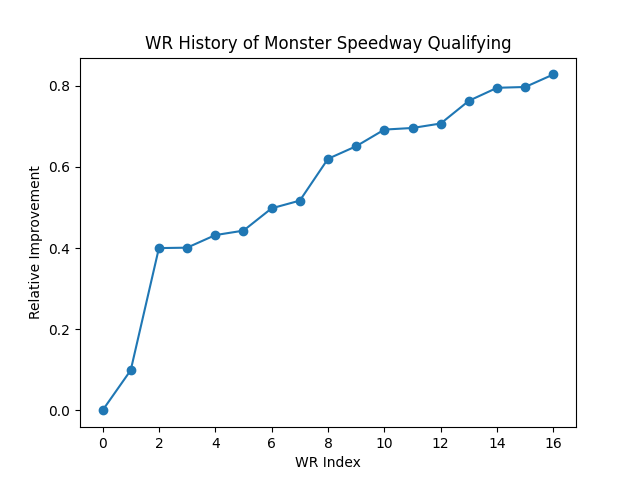 WR History of Monster Speedway Qualifying
Relative Improvement
0.8
0.6
0.4
0.2
0.0
0 2 4 6 8 10 12 14 16
WR Index